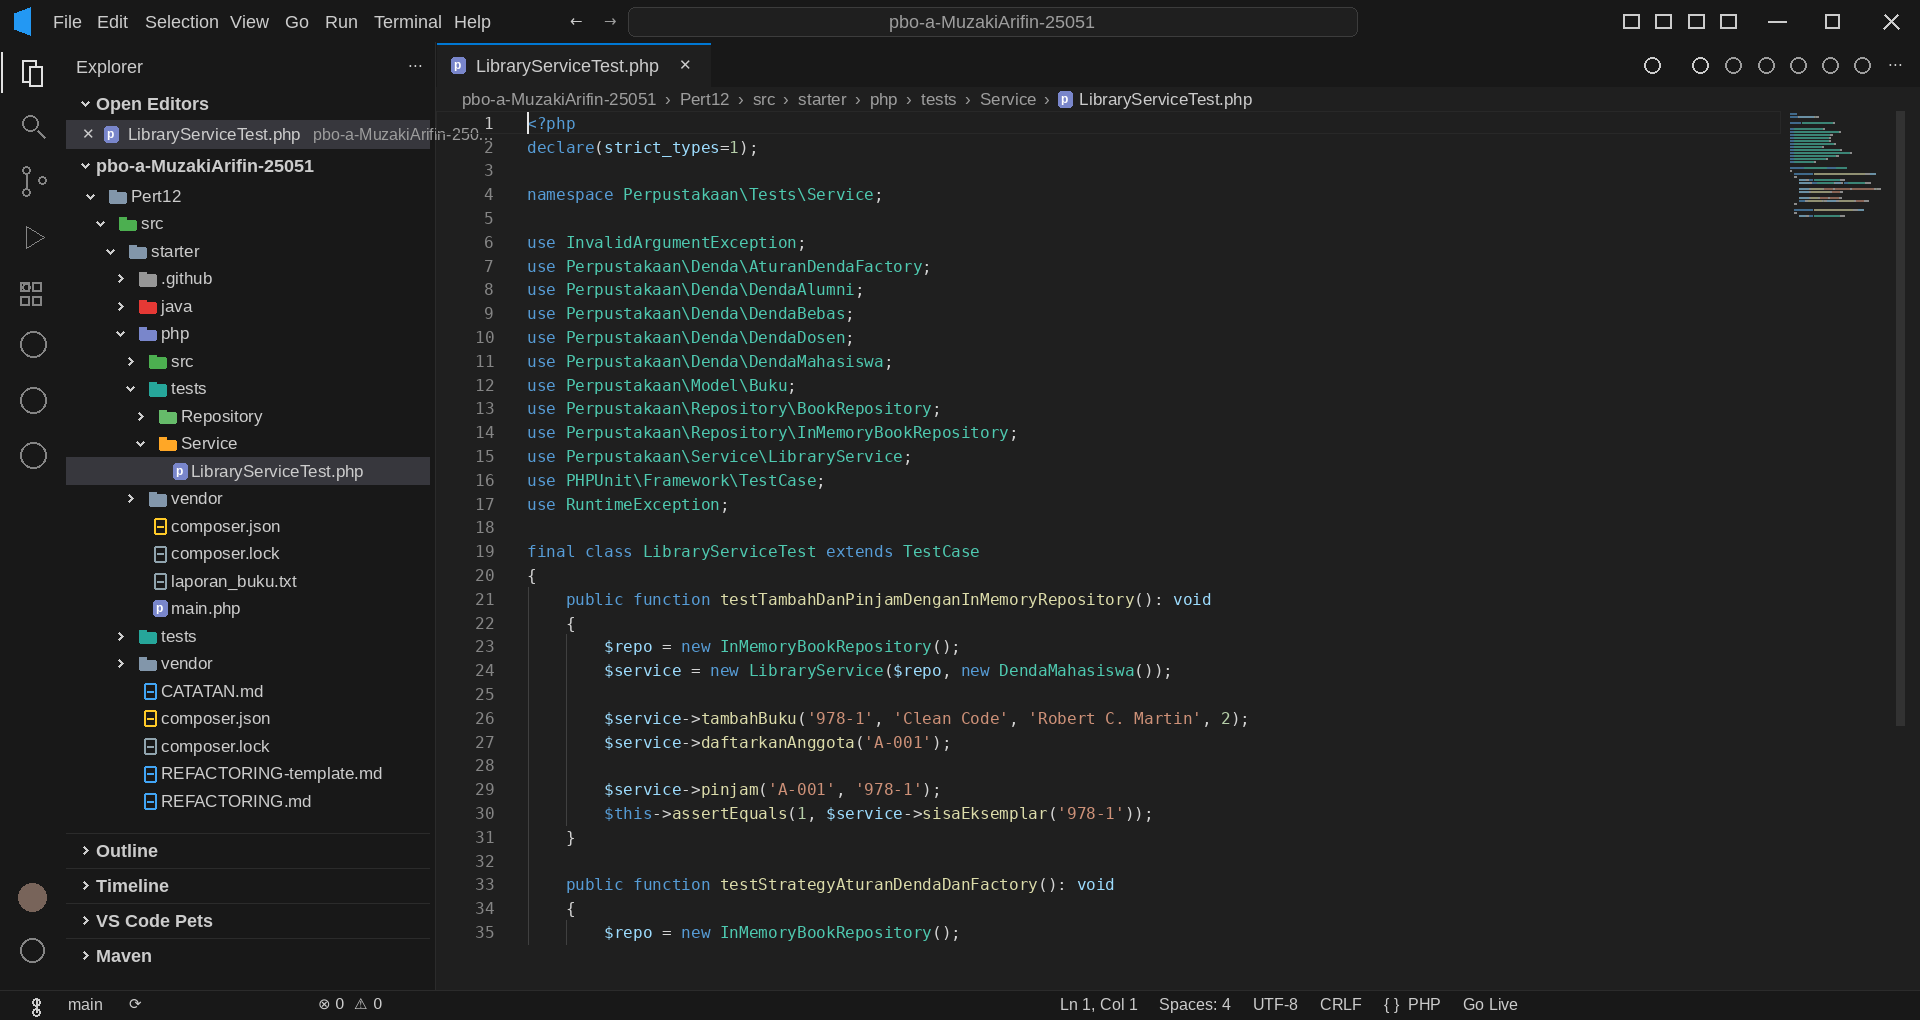 File Edit Selection View Go Run Terminal Help ← → pbo-a-MuzakiArifin-25051
Explorer ···
Open Editors
× p LibraryServiceTest.php pbo-a-MuzakiArifin-250...
pbo-a-MuzakiArifin-25051
Pert12
src
starter
.github
java
php
src
tests
Repository
Service
p LibraryServiceTest.php
vendor
composer.json
composer.lock
laporan_buku.txt
p main.php
tests
vendor
CATATAN.md
composer.json
composer.lock
REFACTORING-template.md
REFACTORING.md
Outline
Timeline
VS Code Pets
Maven
p LibraryServiceTest.php × ···
pbo-a-MuzakiArifin-25051 › Pert12 › src › starter › php › tests › Service › p LibraryServiceTest.php
1 <?php
2 declare(strict_types=1);
3
4 namespace Perpustakaan\Tests\Service;
5
6 use InvalidArgumentException;
7 use Perpustakaan\Denda\AturanDendaFactory;
8 use Perpustakaan\Denda\DendaAlumni;
9 use Perpustakaan\Denda\DendaBebas;
10 use Perpustakaan\Denda\DendaDosen;
11 use Perpustakaan\Denda\DendaMahasiswa;
12 use Perpustakaan\Model\Buku;
13 use Perpustakaan\Repository\BookRepository;
14 use Perpustakaan\Repository\InMemoryBookRepository;
15 use Perpustakaan\Service\LibraryService;
16 use PHPUnit\Framework\TestCase;
17 use RuntimeException;
18
19 final class LibraryServiceTest extends TestCase
20 {
21 public function testTambahDanPinjamDenganInMemoryRepository(): void
22 {
23 $repo = new InMemoryBookRepository();
24 $service = new LibraryService($repo, new DendaMahasiswa());
25
26 $service->tambahBuku('978-1', 'Clean Code', 'Robert C. Martin', 2);
27 $service->daftarkanAnggota('A-001');
28
29 $service->pinjam('A-001', '978-1');
30 $this->assertEquals(1, $service->sisaEksemplar('978-1'));
31 }
32
33 public function testStrategyAturanDendaDanFactory(): void
34 {
35 $repo = new InMemoryBookRepository();
main ⟳ ⊗ 0 ⚠ 0 Ln 1, Col 1 Spaces: 4 UTF-8 CRLF { } PHP Go Live